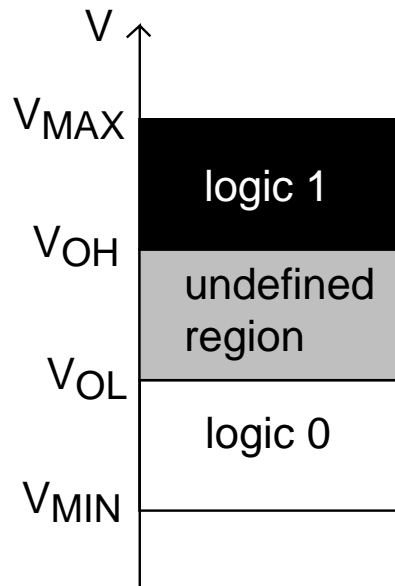 V
VMAX
logic 1
VOH
undefined
region
VOL
logic 0
VMIN